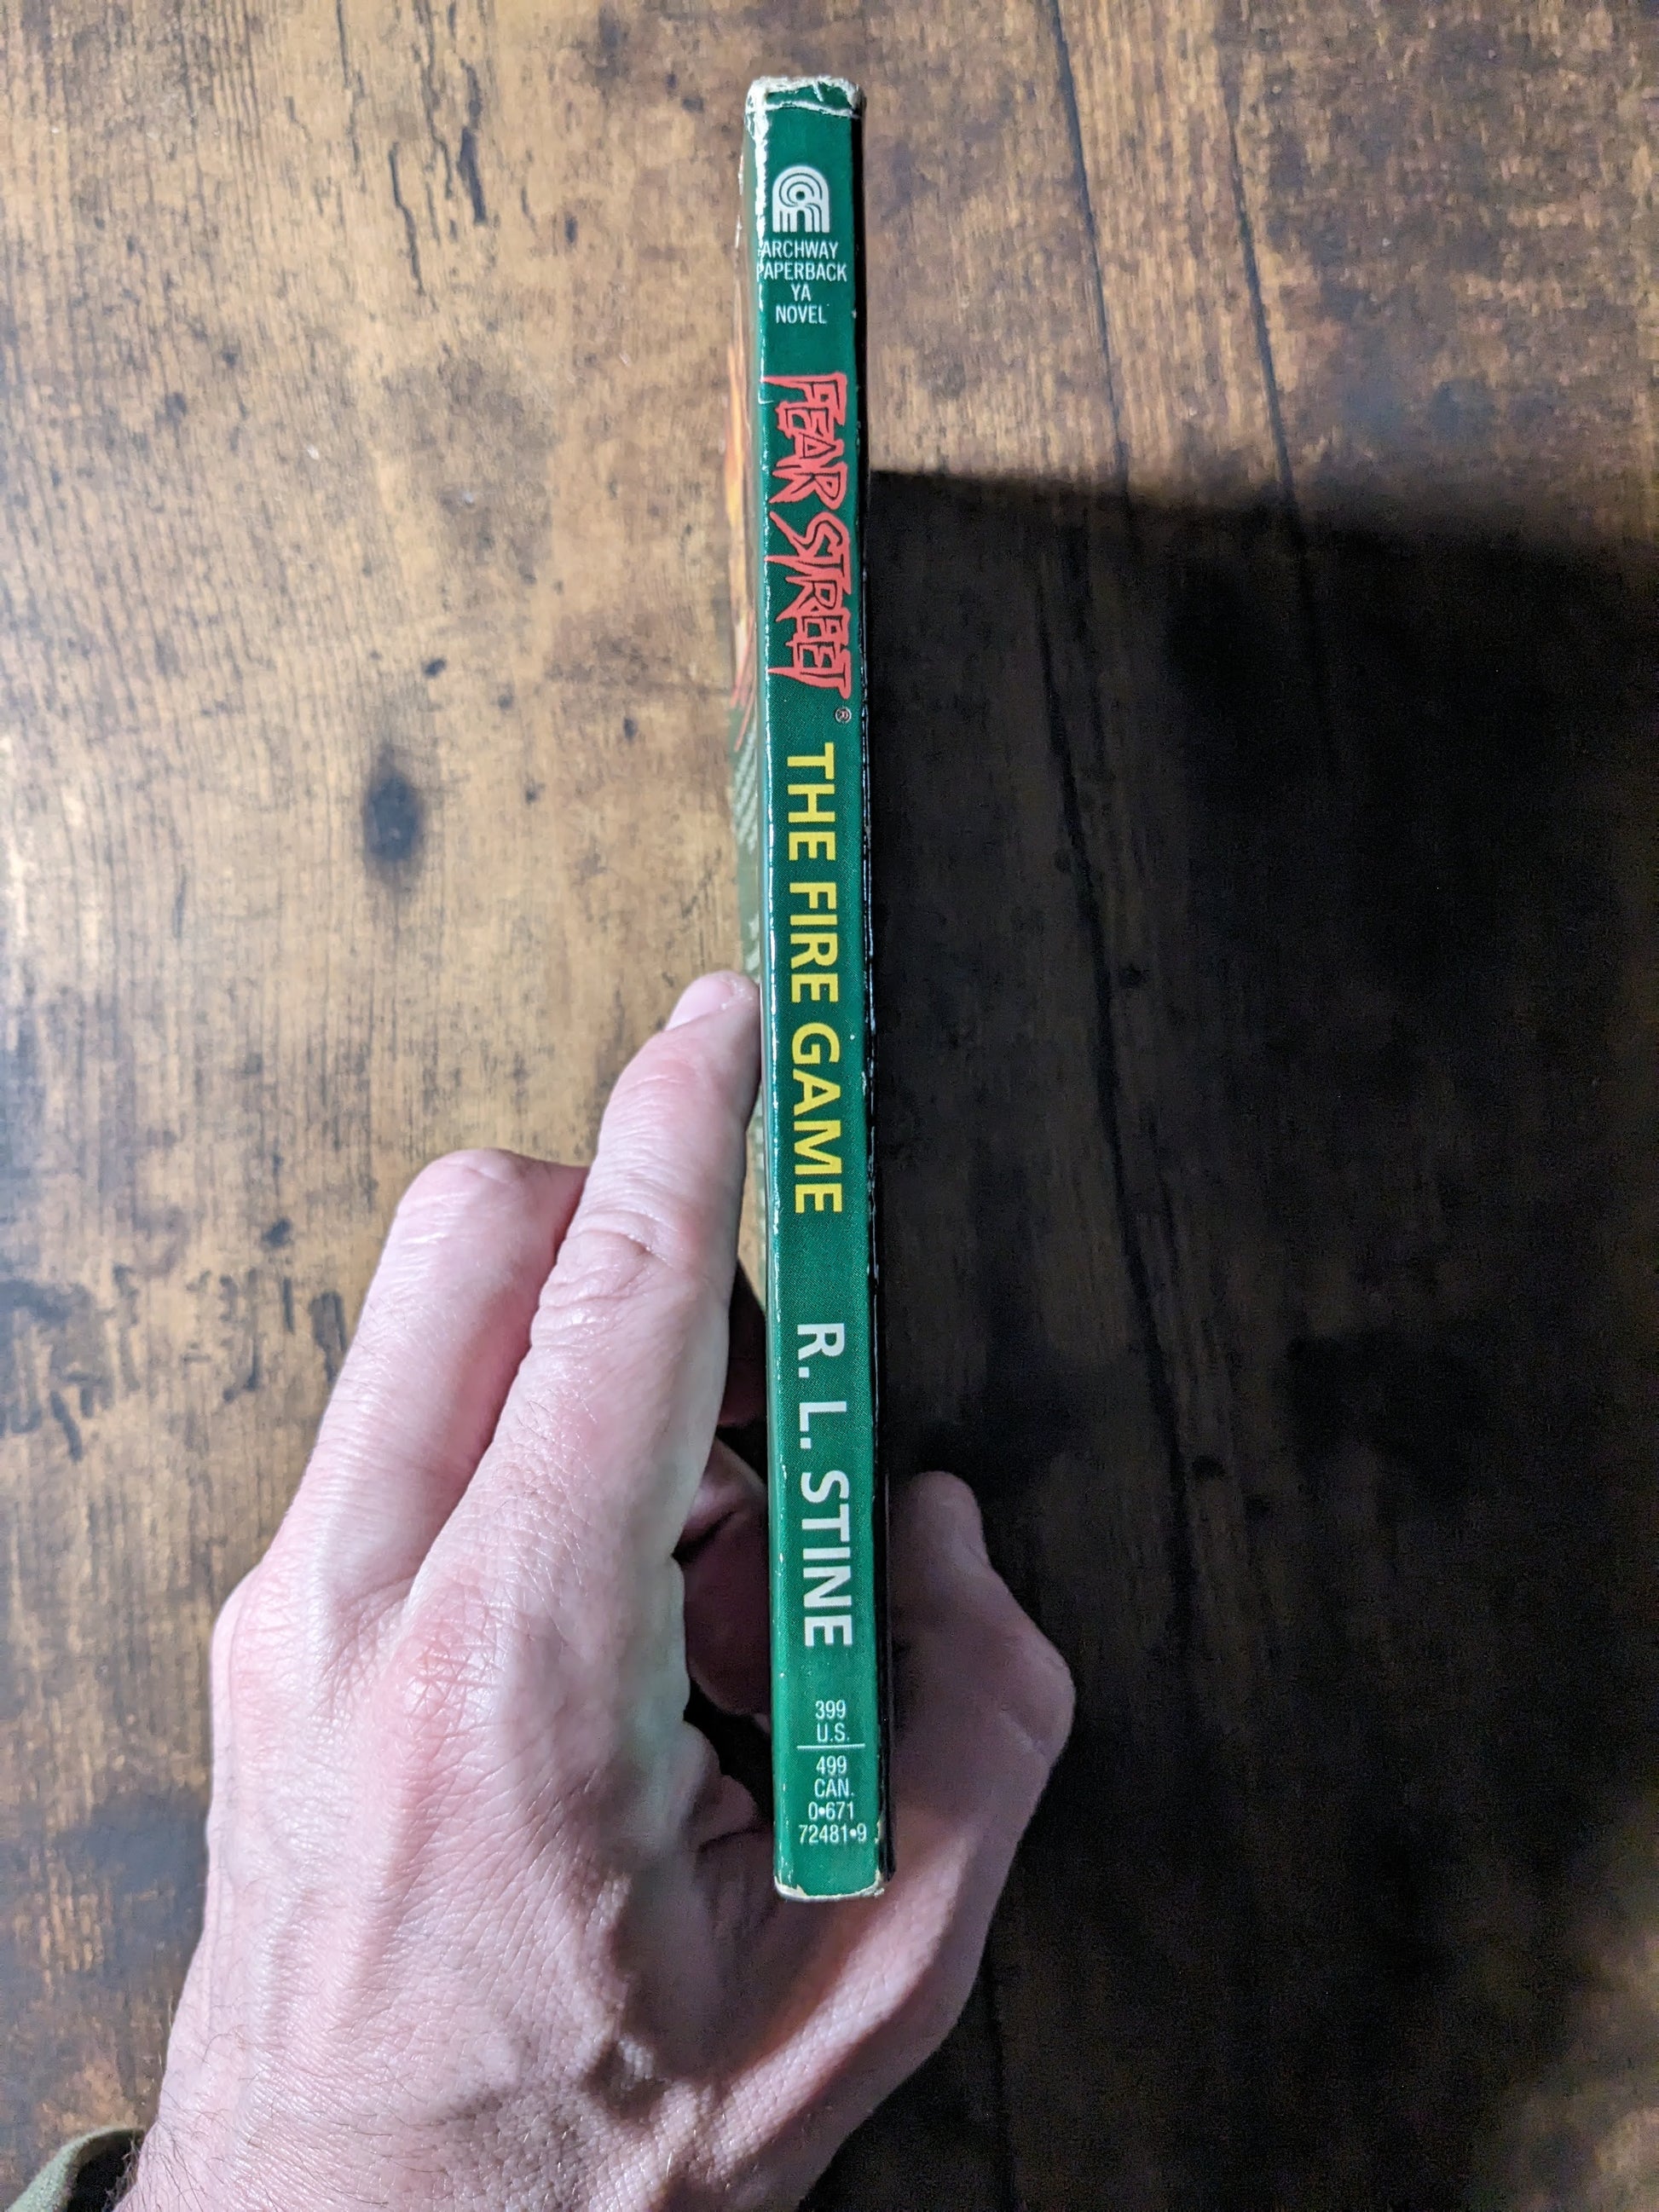 ARCHWAY
PAPERBACK
YA
NOVEL
FEAR STREET®
THE FIRE GAME
R. L. STINE
399
U.S.
499
CAN.
0•671
72481•9